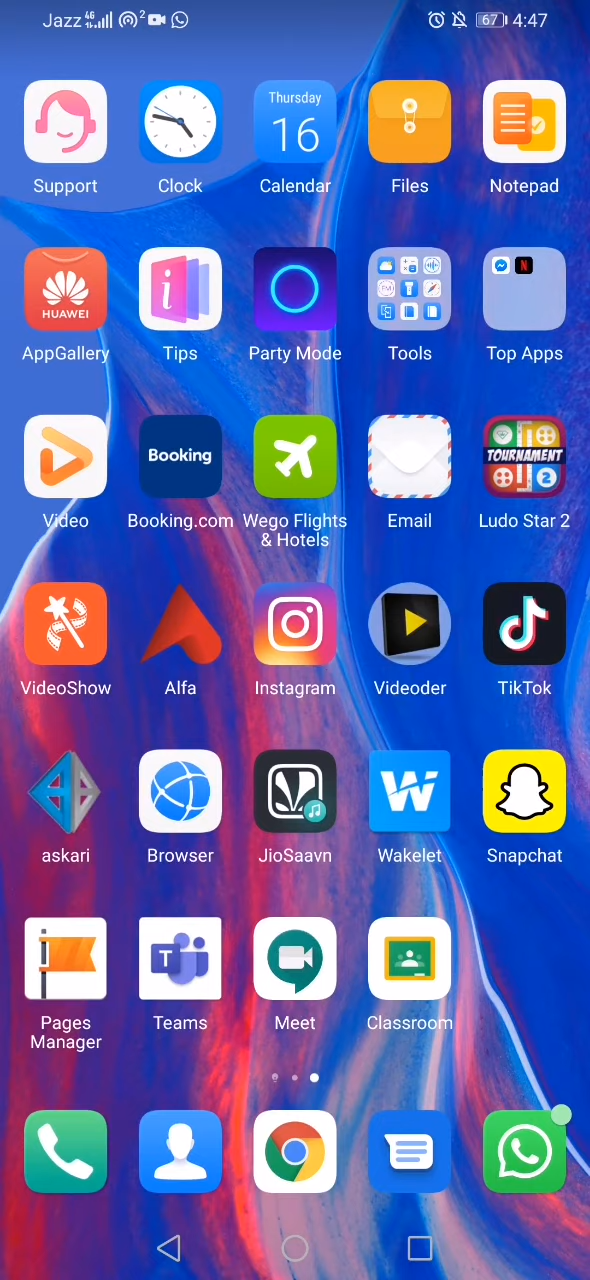 Jazz 4G 2 67 4:47
Thursday
16
Support Clock Calendar Files Notepad
HUAWEI
AppGallery Tips Party Mode Tools Top Apps
Booking
TOURNAMENT
Video Booking.com Wego Flights & Hotels Email Ludo Star 2
VideoShow Alfa Instagram Videoder TikTok
askari Browser JioSaavn Wakelet Snapchat
Pages Manager Teams Meet Classroom